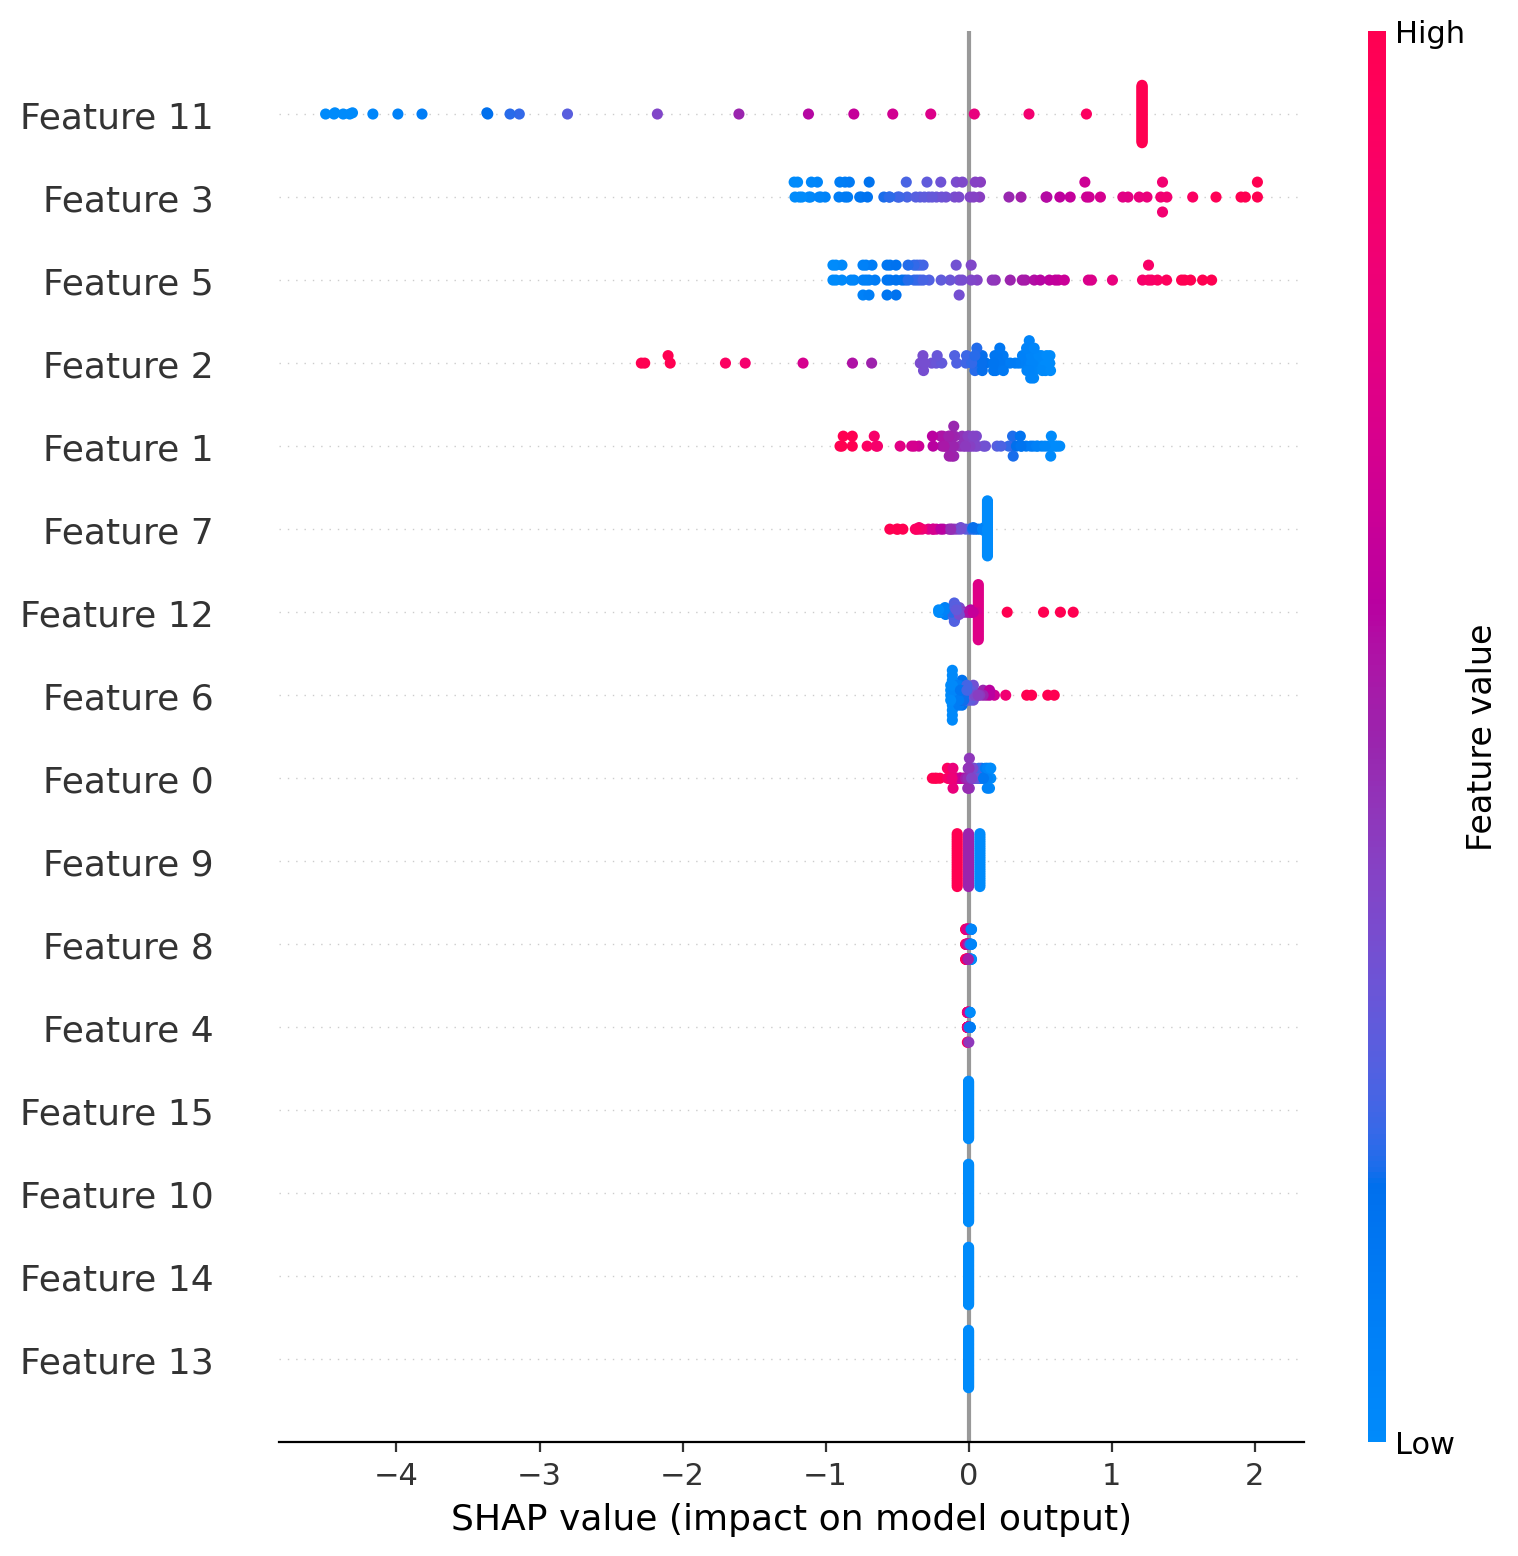 High
Feature 11
Feature 3
Feature 5
Feature 2
Feature 1
Feature 7
Feature 12
Feature 6
Feature 0
Feature 9
Feature 8
Feature 4
Feature 15
Feature 10
Feature 14
Feature 13
Feature value
Low
−4 −3 −2 −1 0 1 2
SHAP value (impact on model output)